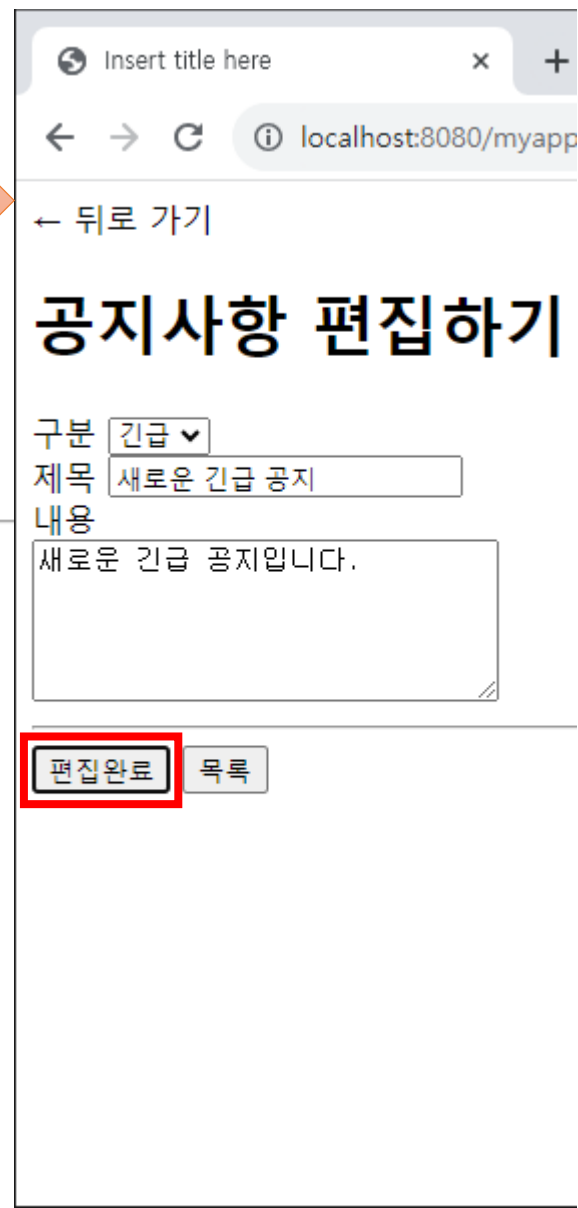 Insert title here
localhost:8080/myapp
← 뒤로 가기
공지사항 편집하기
구분 긴급
제목 새로운 긴급 공지
내용
새로운 긴급 공지입니다.
편집완료 목록